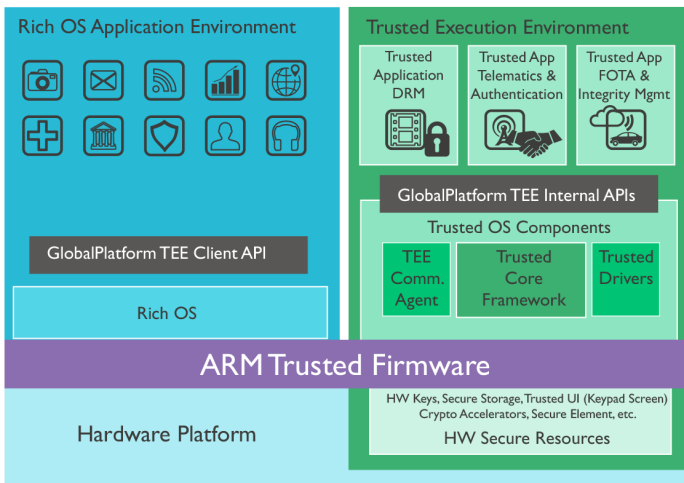 Rich OS Application Environment
GlobalPlatform TEE Client API
Rich OS
Trusted Execution Environment
Trusted
Application
DRM
Trusted App
Telematics &
Authentication
Trusted App
FOTA &
Integrity Mgmt
GlobalPlatform TEE Internal APIs
Trusted OS Components
TEE
Comm.
Agent
Trusted
Core
Framework
Trusted
Drivers
ARM Trusted Firmware
Hardware Platform
HW Keys, Secure Storage, Trusted UI (Keypad Screen)
Crypto Accelerators, Secure Element, etc.
HW Secure Resources